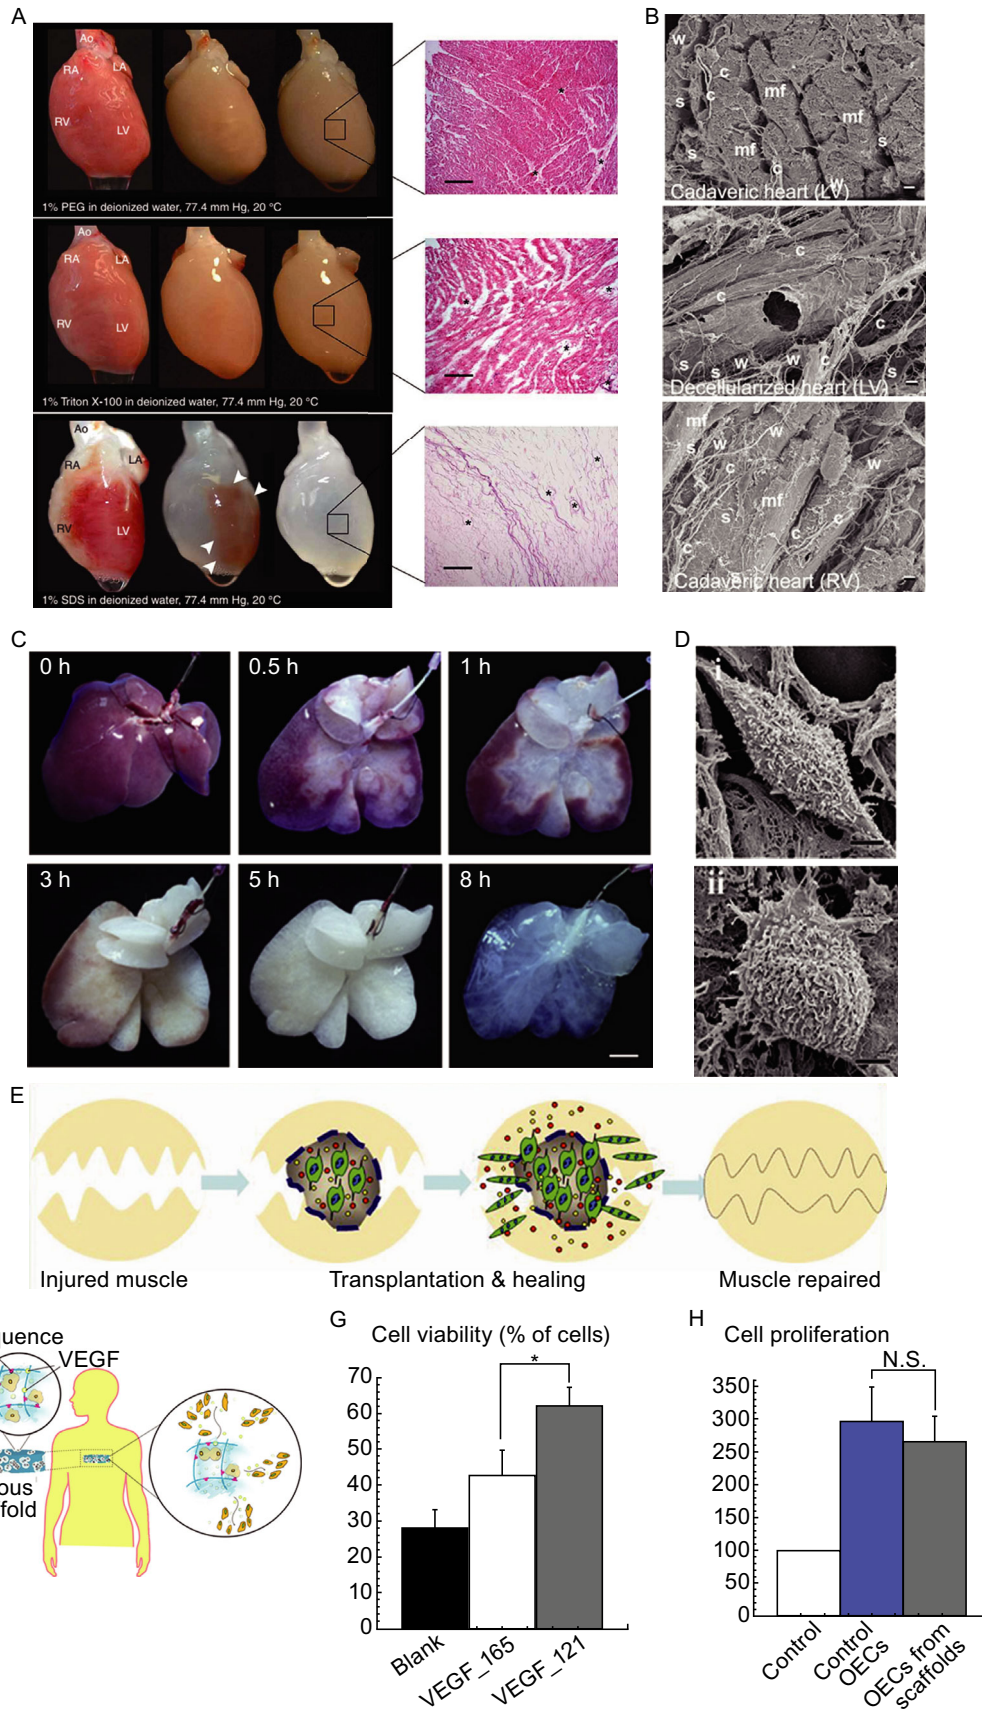 A
Ao
RA
LA
RV
LV
1% PEG in deionized water, 77.4 mm Hg, 20 °C
*
*
*
Ao
RA
LA
RV
LV
1% Triton X-100 in deionized water, 77.4 mm Hg, 20 °C
*
*
*
*
Ao
RA
LA
RV
LV
1% SDS in deionized water, 77.4 mm Hg, 20 °C
*
*
*
*
B
w
c
s
c
mf
mf
s
mf
s
c
w
Cadaveric heart (LV)
c
c
c
s
s
w
w
c
s
Decellularized heart (LV)
mf
w
s
w
c
w
mf
s
c
c
Cadaveric heart (RV)
C
0 h
0.5 h
1 h
3 h
5 h
8 h
D
i
ii
E
Injured muscle
Transplantation & healing
Muscle repaired
quence
VEGF
ous
fold
G
Cell viability (% of cells)
*
70
60
50
40
30
20
10
0
Blank
VEGF_165
VEGF_121
H
Cell proliferation
N.S.
350
300
250
200
150
100
50
0
Control
Control
OECs
OECs from
scaffolds